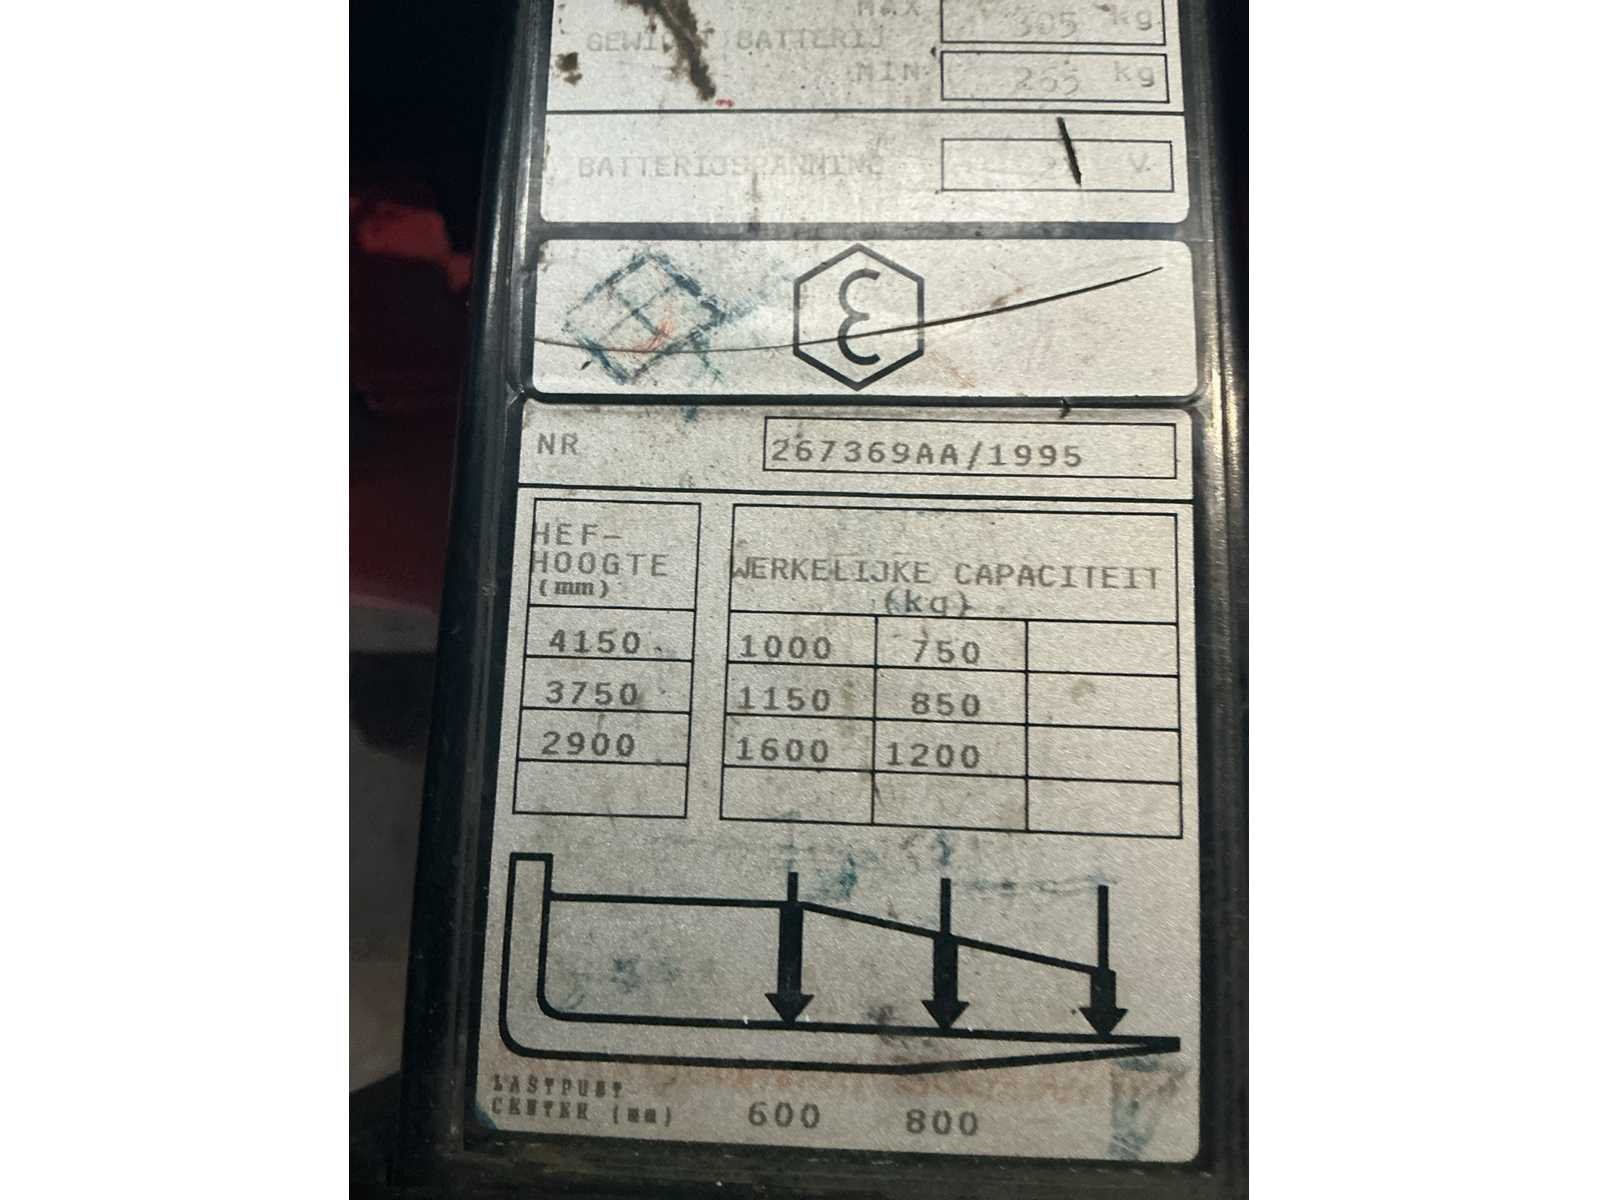 MAX 305 kg
GEWICHT BATTERIJ
MIN 265 kg
BATTERIJSPANNING V
NR 267369AA/1995
HEF-
HOOGTE
(mm)
WERKELIJKE CAPACITEIT
(kg)
4150 1000 750
3750 1150 850
2900 1600 1200
LASTPUBT
CENTER (mm) 600 800